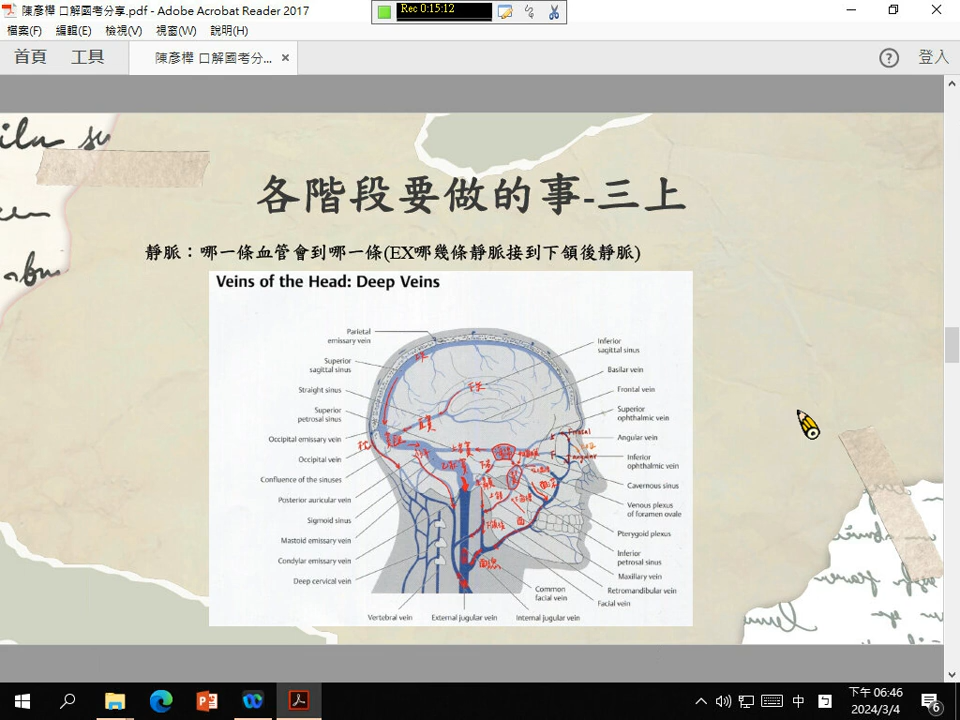 陳彥樺 口解國考分享.pdf - Adobe Acrobat Reader 2017
Rec 0:15:12
檔案(F) 編輯(E) 檢視(V) 視窗(W) 說明(H)
首頁 工具 陳彥樺 口解國考分... × 登入
各階段要做的事-三上
靜脈：哪一條血管會到哪一條(EX哪幾條靜脈接到下頜後靜脈)
Veins of the Head: Deep Veins
Parietal
emissary vein
Superior
sagittal sinus
Straight sinus
Superior
petrosal sinus
Occipital emissary vein
Occipital vein
Confluence of the sinuses
Posterior auricular vein
Sigmoid sinus
Mastoid emissary vein
Condylar emissary vein
Deep cervical vein
Vertebral vein
External jugular vein
Internal jugular vein
Common
facial vein
Inferior
sagittal sinus
Basilar vein
Frontal vein
Superior
ophthalmic vein
Angular vein
Inferior
ophthalmic vein
Cavernous sinus
Venous plexus
of foramen ovale
Pterygoid plexus
Inferior
petrosal sinus
Maxillary vein
Retromandibular vein
Facial vein
中
下午 06:46
2024/3/4
6